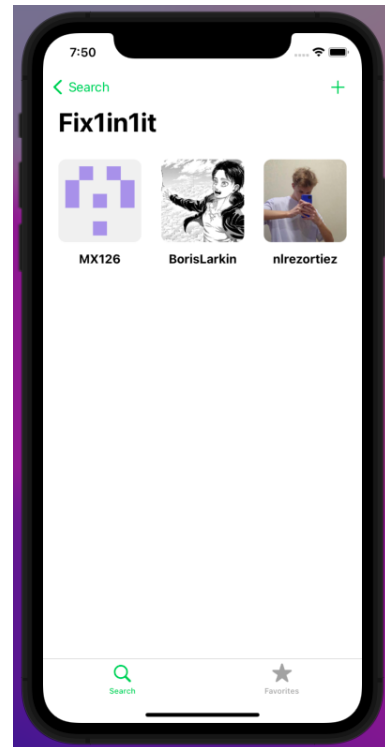 7:50
Search
+
Fix1in1it
MX126 BorisLarkin nlrezortiez
Search Favorites